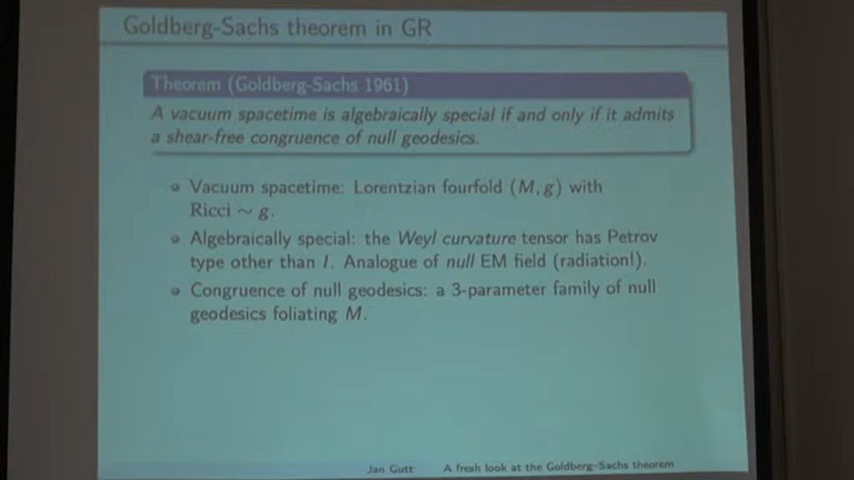 Goldberg-Sachs theorem in GR
Theorem (Goldberg-Sachs 1961)
A vacuum spacetime is algebraically special if and only if it admits
a shear-free congruence of null geodesics.
Vacuum spacetime: Lorentzian fourfold (M, g) with
Ricci ~ g.
Algebraically special: the Weyl curvature tensor has Petrov
type other than I. Analogue of null EM field (radiation!).
Congruence of null geodesics: a 3-parameter family of null
geodesics foliating M.
Jan Gutt A fresh look at the Goldberg-Sachs theorem